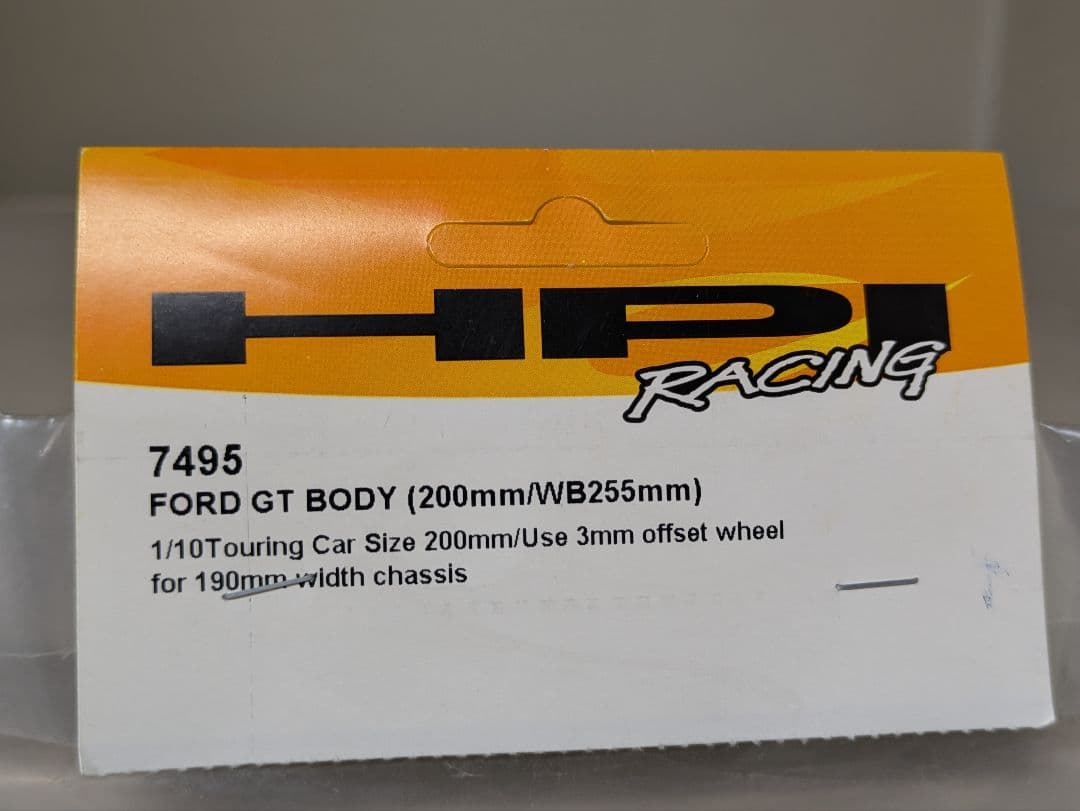 HPI
RACING
7495
FORD GT BODY (200mm/WB255mm)
1/10Touring Car Size 200mm/Use 3mm offset wheel
for 190mm width chassis